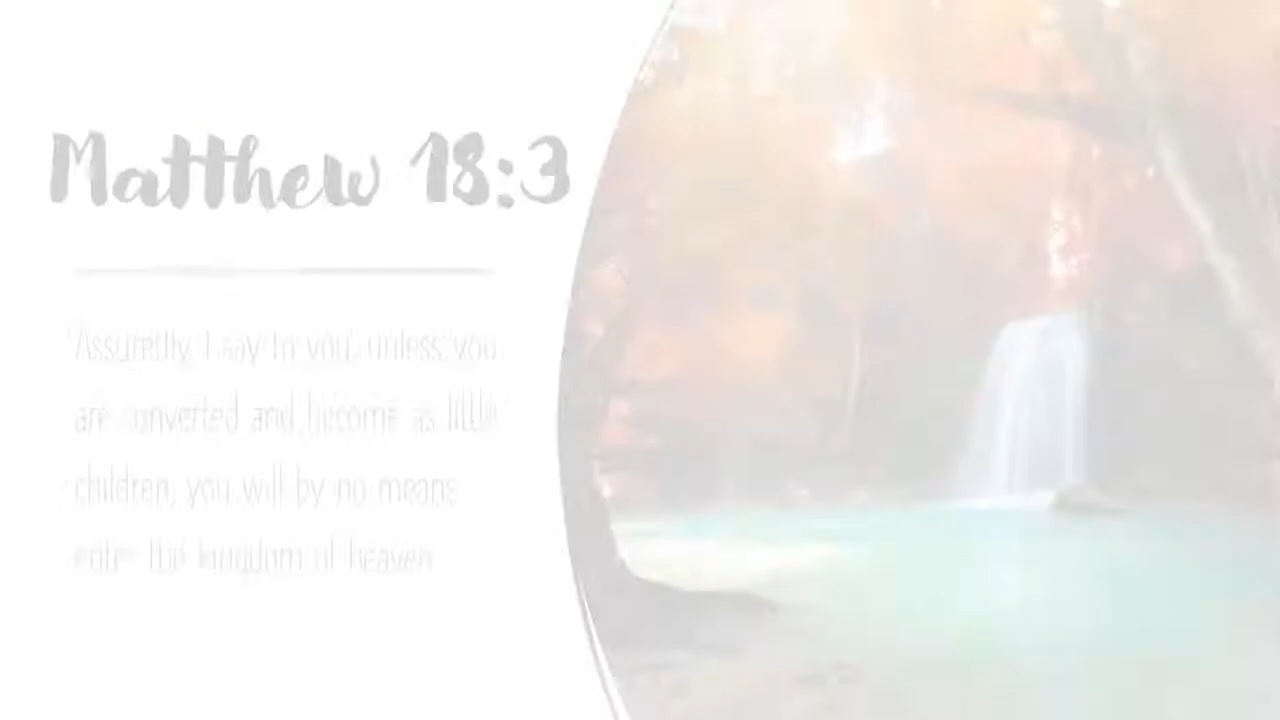 Matthew 18:3
Assuredly, I say to you, unless you
are converted and become as little
children, you will by no means
enter the kingdom of heaven